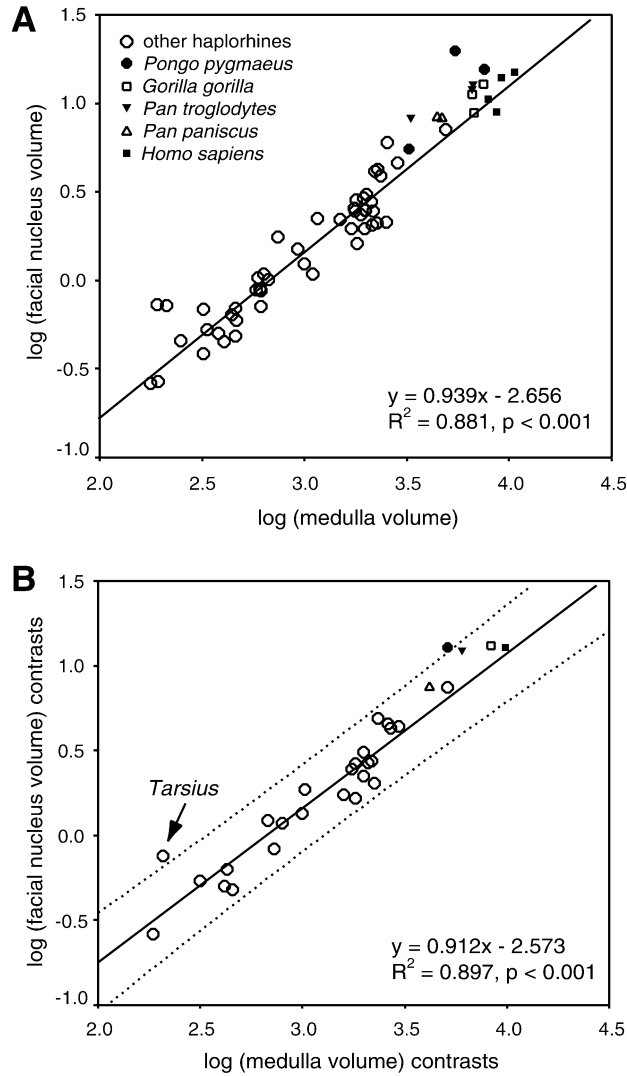 A
1.5
1.0
0.5
0.0
-0.5
-1.0
log (facial nucleus volume)
other haplorhines
Pongo pygmaeus
Gorilla gorilla
Pan troglodytes
Pan paniscus
Homo sapiens
y = 0.939x - 2.656
R² = 0.881, p < 0.001
2.0 2.5 3.0 3.5 4.0 4.5
log (medulla volume)
B
1.5
1.0
0.5
0.0
-0.5
-1.0
log (facial nucleus volume) contrasts
Tarsius
y = 0.912x - 2.573
R² = 0.897, p < 0.001
2.0 2.5 3.0 3.5 4.0 4.5
log (medulla volume) contrasts